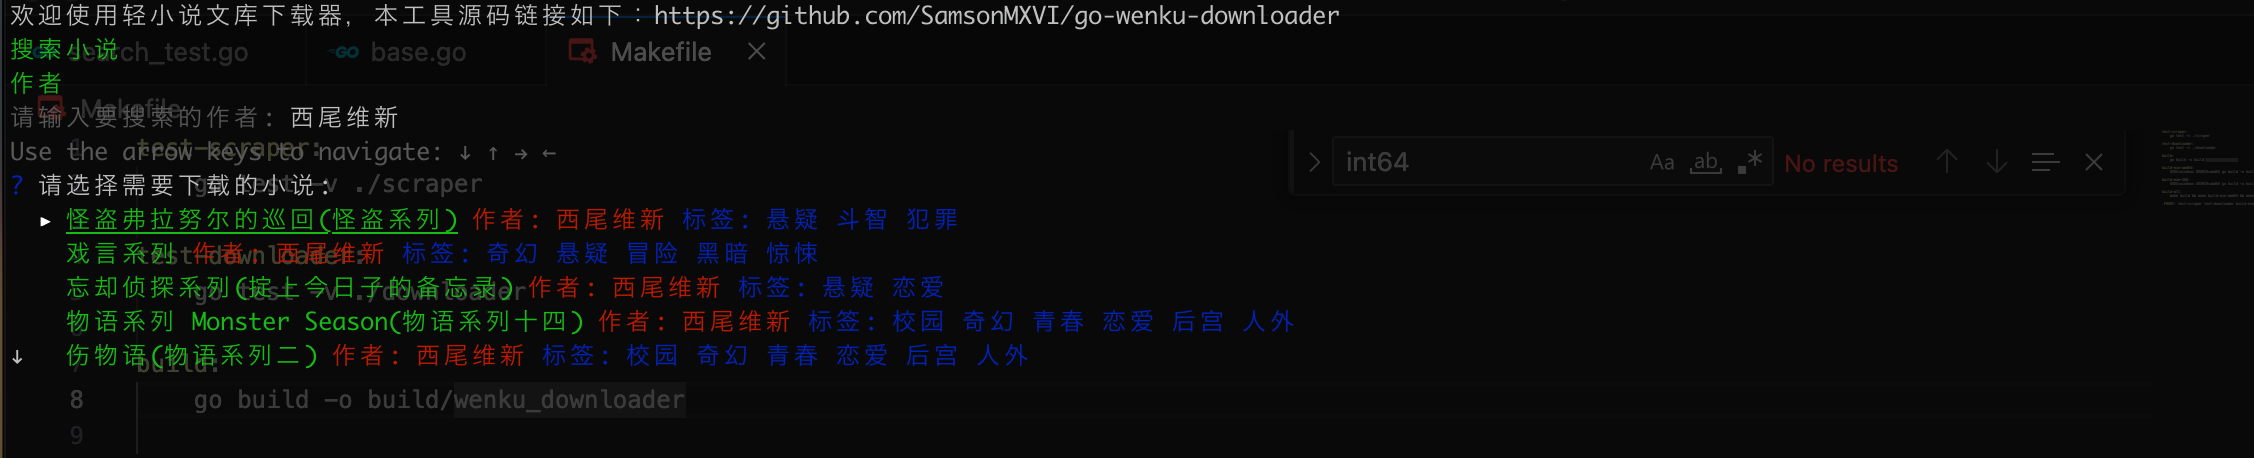 欢迎使用轻小说文库下载器, 本工具源码链接如下：https://github.com/SamsonMXVI/go-wenku-downloader
搜索小说
search_test.go
base.go
Makefile
作者
Makefile
请输入要搜索的作者: 西尾维新
test-scraper:
Use the arrow keys to navigate: ↓ ↑ → ←
int64
Aa ab .*
No results
? 请选择需要下载的小说:
go test -v ./scraper
▸ 怪盗弗拉努尔的巡回(怪盗系列) 作者: 西尾维新 标签: 悬疑 斗智 犯罪
戏言系列 作者: 西尾维新 标签: 奇幻 悬疑 冒险 黑暗 惊悚
test-downloader:
忘却侦探系列(掟上今日子的备忘录) 作者: 西尾维新 标签: 悬疑 恋爱
go test -v ./downloader
物语系列 Monster Season(物语系列十四) 作者: 西尾维新 标签: 校园 奇幻 青春 恋爱 后宫 人外
↓ 伤物语(物语系列二) 作者: 西尾维新 标签: 校园 奇幻 青春 恋爱 后宫 人外
7 build:
8 go build -o build/wenku_downloader
9